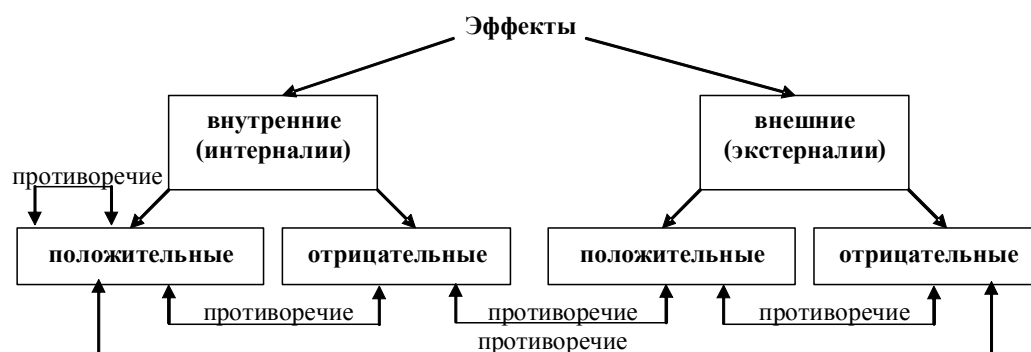 Эффекты
внутренние
(интерналии)
внешние
(экстерналии)
противоречие
положительные
отрицательные
положительные
отрицательные
противоречие
противоречие
противоречие
противоречие